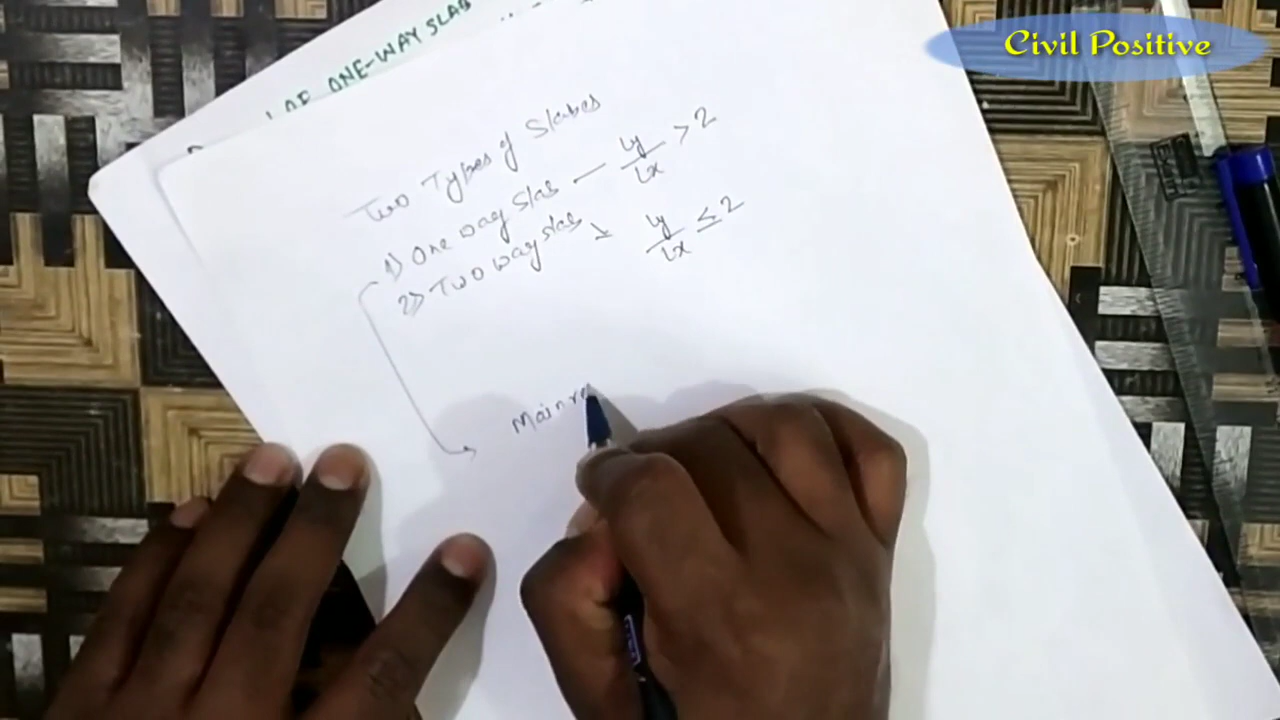 ONE-WAY SLAB
Civil Positive
Two Types of Slabes
1) One way slab — ly/lx > 2
2) Two way slab ↘ ly/lx ≤ 2
Main re